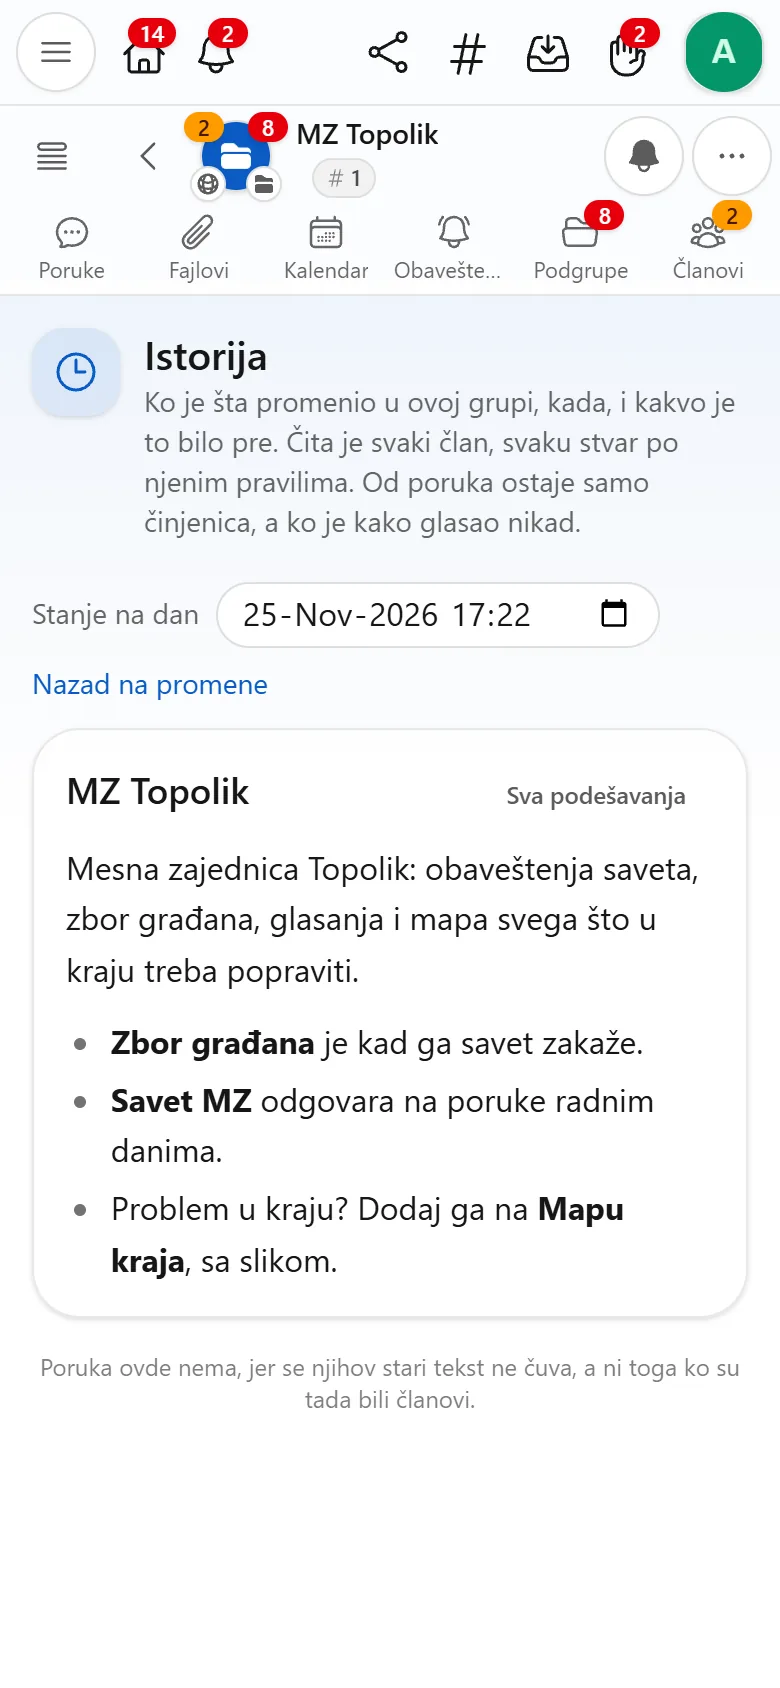 14
2
2
A
2
8
MZ Topolik
# 1
Poruke
Fajlovi
Kalendar
Obavešte...
8
Podgrupe
2
Članovi
Istorija
Ko je šta promenio u ovoj grupi, kada, i kakvo je
to bilo pre. Čita je svaki član, svaku stvar po
njenim pravilima. Od poruka ostaje samo
činjenica, a ko je kako glasao nikad.
Stanje na dan
25-Nov-2026 17:22
Nazad na promene
MZ Topolik
Sva podešavanja
Mesna zajednica Topolik: obaveštenja saveta,
zbor građana, glasanja i mapa svega što u
kraju treba popraviti.
Zbor građana je kad ga savet zakaže.
Savet MZ odgovara na poruke radnim
danima.
Problem u kraju? Dodaj ga na Mapu
kraja, sa slikom.
Poruka ovde nema, jer se njihov stari tekst ne čuva, a ni toga ko su
tada bili članovi.